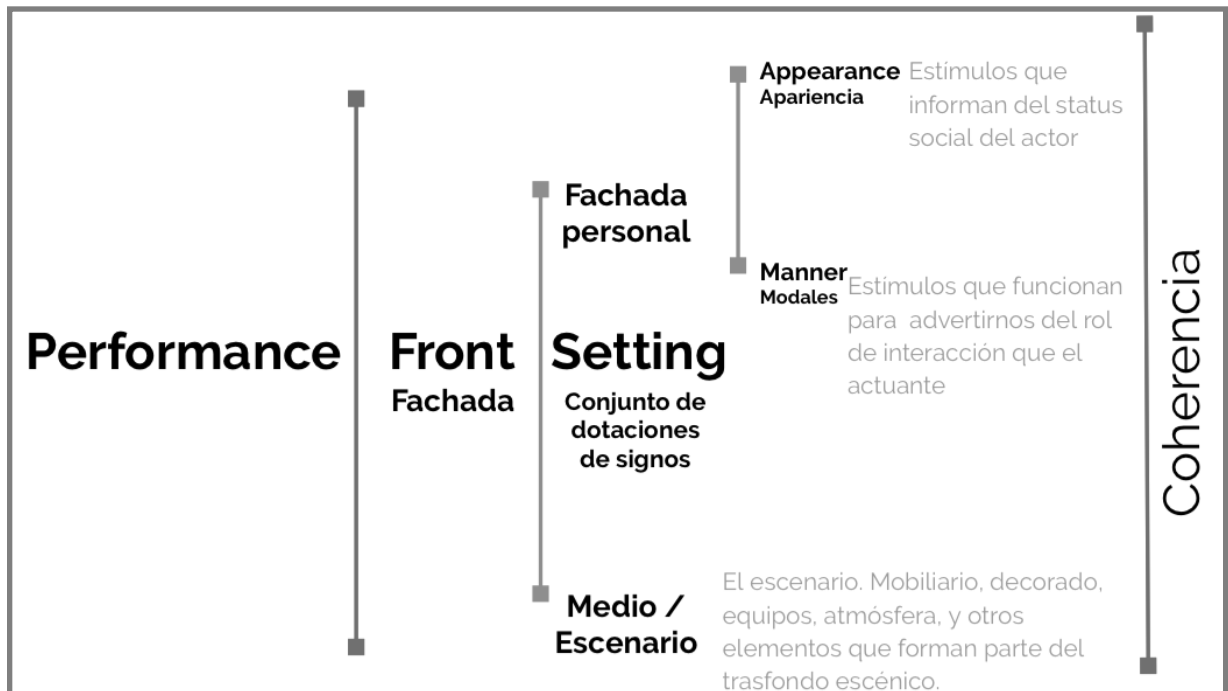 Performance
Front
Fachada
Fachada
personal
Setting
Conjunto de
dotaciones
de signos
Medio /
Escenario
Appearance
Apariencia
Estímulos que
informan del status
social del actor
Manner
Modales
Estímulos que funcionan
para advertirnos del rol
de interacción que el
actuante
El escenario. Mobiliario, decorado,
equipos, atmósfera, y otros
elementos que forman parte del
trasfondo escénico.
Coherencia